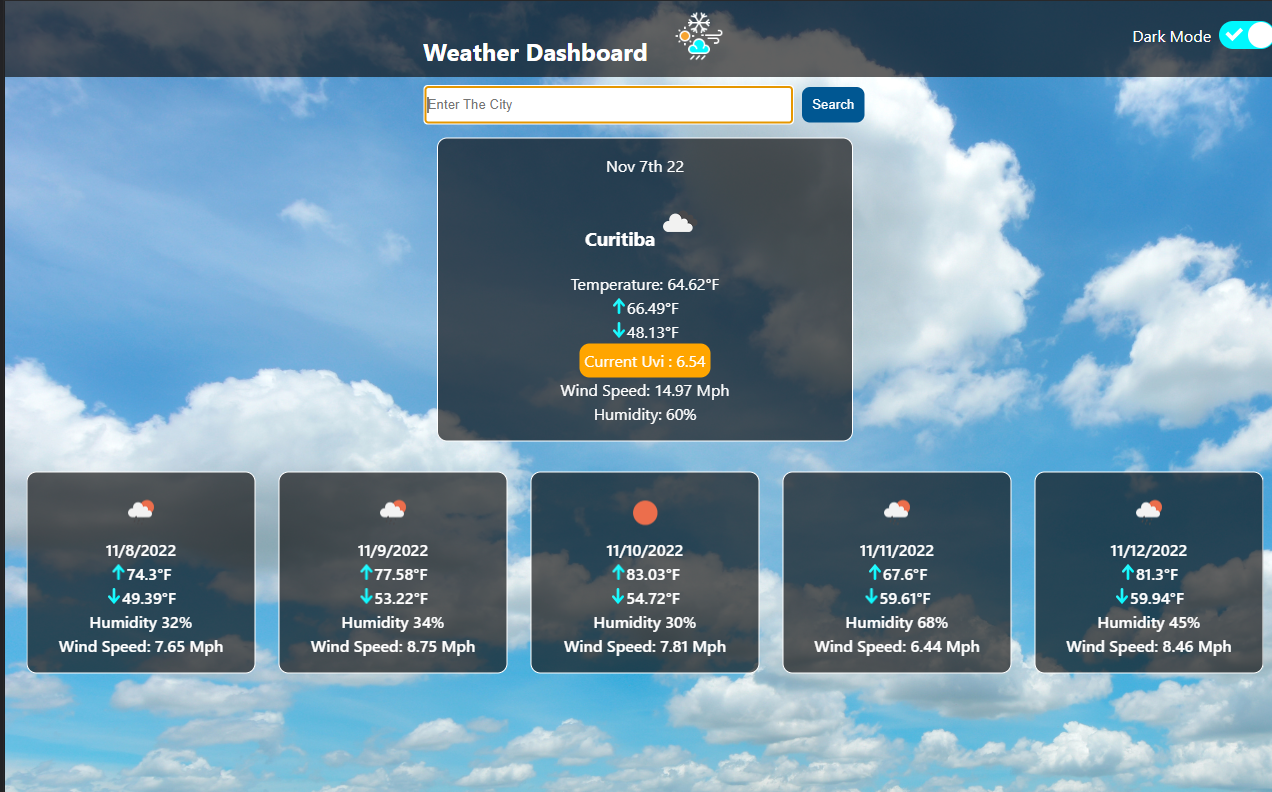 Weather Dashboard
Dark Mode
Enter The City
Search
Nov 7th 22
Curitiba
Temperature: 64.62°F
↑66.49°F
↓48.13°F
Current Uvi : 6.54
Wind Speed: 14.97 Mph
Humidity: 60%
11/8/2022
↑74.3°F
↓49.39°F
Humidity 32%
Wind Speed: 7.65 Mph
11/9/2022
↑77.58°F
↓53.22°F
Humidity 34%
Wind Speed: 8.75 Mph
11/10/2022
↑83.03°F
↓54.72°F
Humidity 30%
Wind Speed: 7.81 Mph
11/11/2022
↑67.6°F
↓59.61°F
Humidity 68%
Wind Speed: 6.44 Mph
11/12/2022
↑81.3°F
↓59.94°F
Humidity 45%
Wind Speed: 8.46 Mph